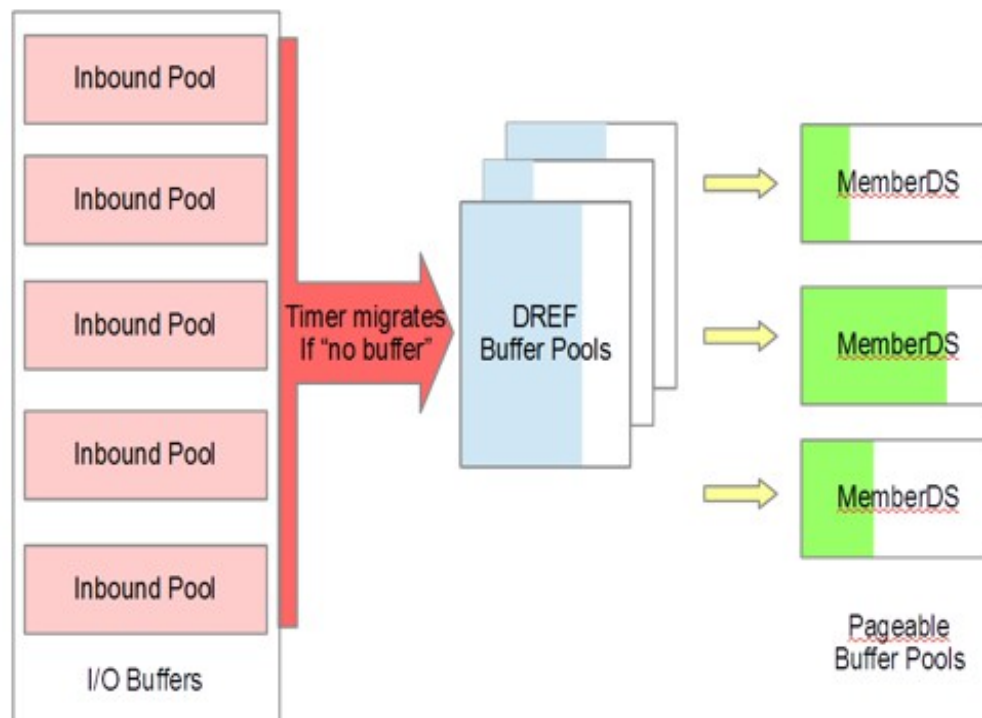 Inbound Pool
Inbound Pool
Inbound Pool
Inbound Pool
Inbound Pool
I/O Buffers
Timer migrates
If “no buffer”
DREF
Buffer Pools
MemberDS
MemberDS
MemberDS
Pageable
Buffer Pools